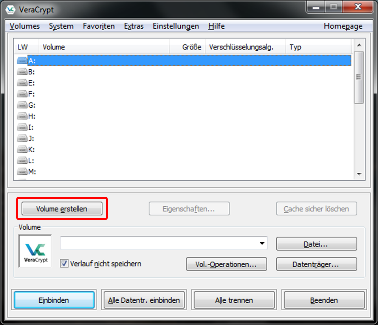 VeraCrypt
Volumes System Favoriten Extras Einstellungen Hilfe Homepage
LW Volume Größe Verschlüsselungsalg. Typ
A:
B:
E:
F:
G:
H:
I:
J:
K:
L:
M:
Volume erstellen Eigenschaften... Cache sicher löschen
Volume
VeraCrypt
Datei...
Verlauf nicht speichern Vol.-Operationen... Datenträger...
Einbinden Alle Datentr. einbinden Alle trennen Beenden